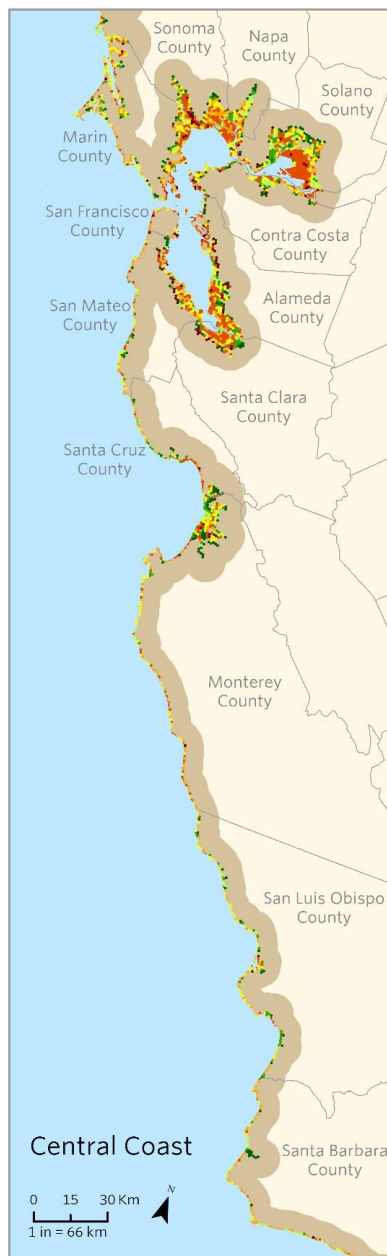 Sonoma
County
Napa
County
Solano
County
Marin
County
San Francisco
County
Contra Costa
County
San Mateo
County
Alameda
County
Santa Clara
County
Santa Cruz
County
Monterey
County
San Luis Obispo
County
Central Coast
Santa Barbara
County
0 15 30 Km
N
1 in = 66 km